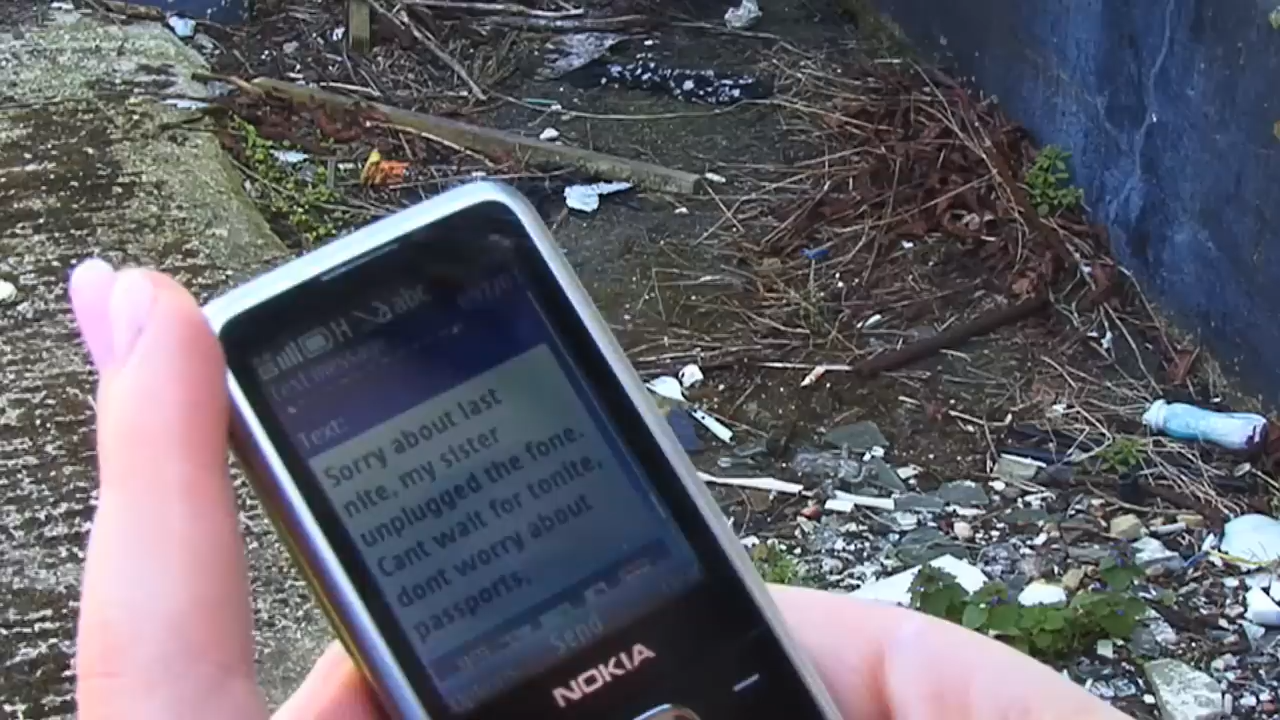 H abc
Text:
Sorry about last
nite, my sister
unplugged the fone.
Cant wait for tonite,
dont worry about
passports,
Send
NOKIA